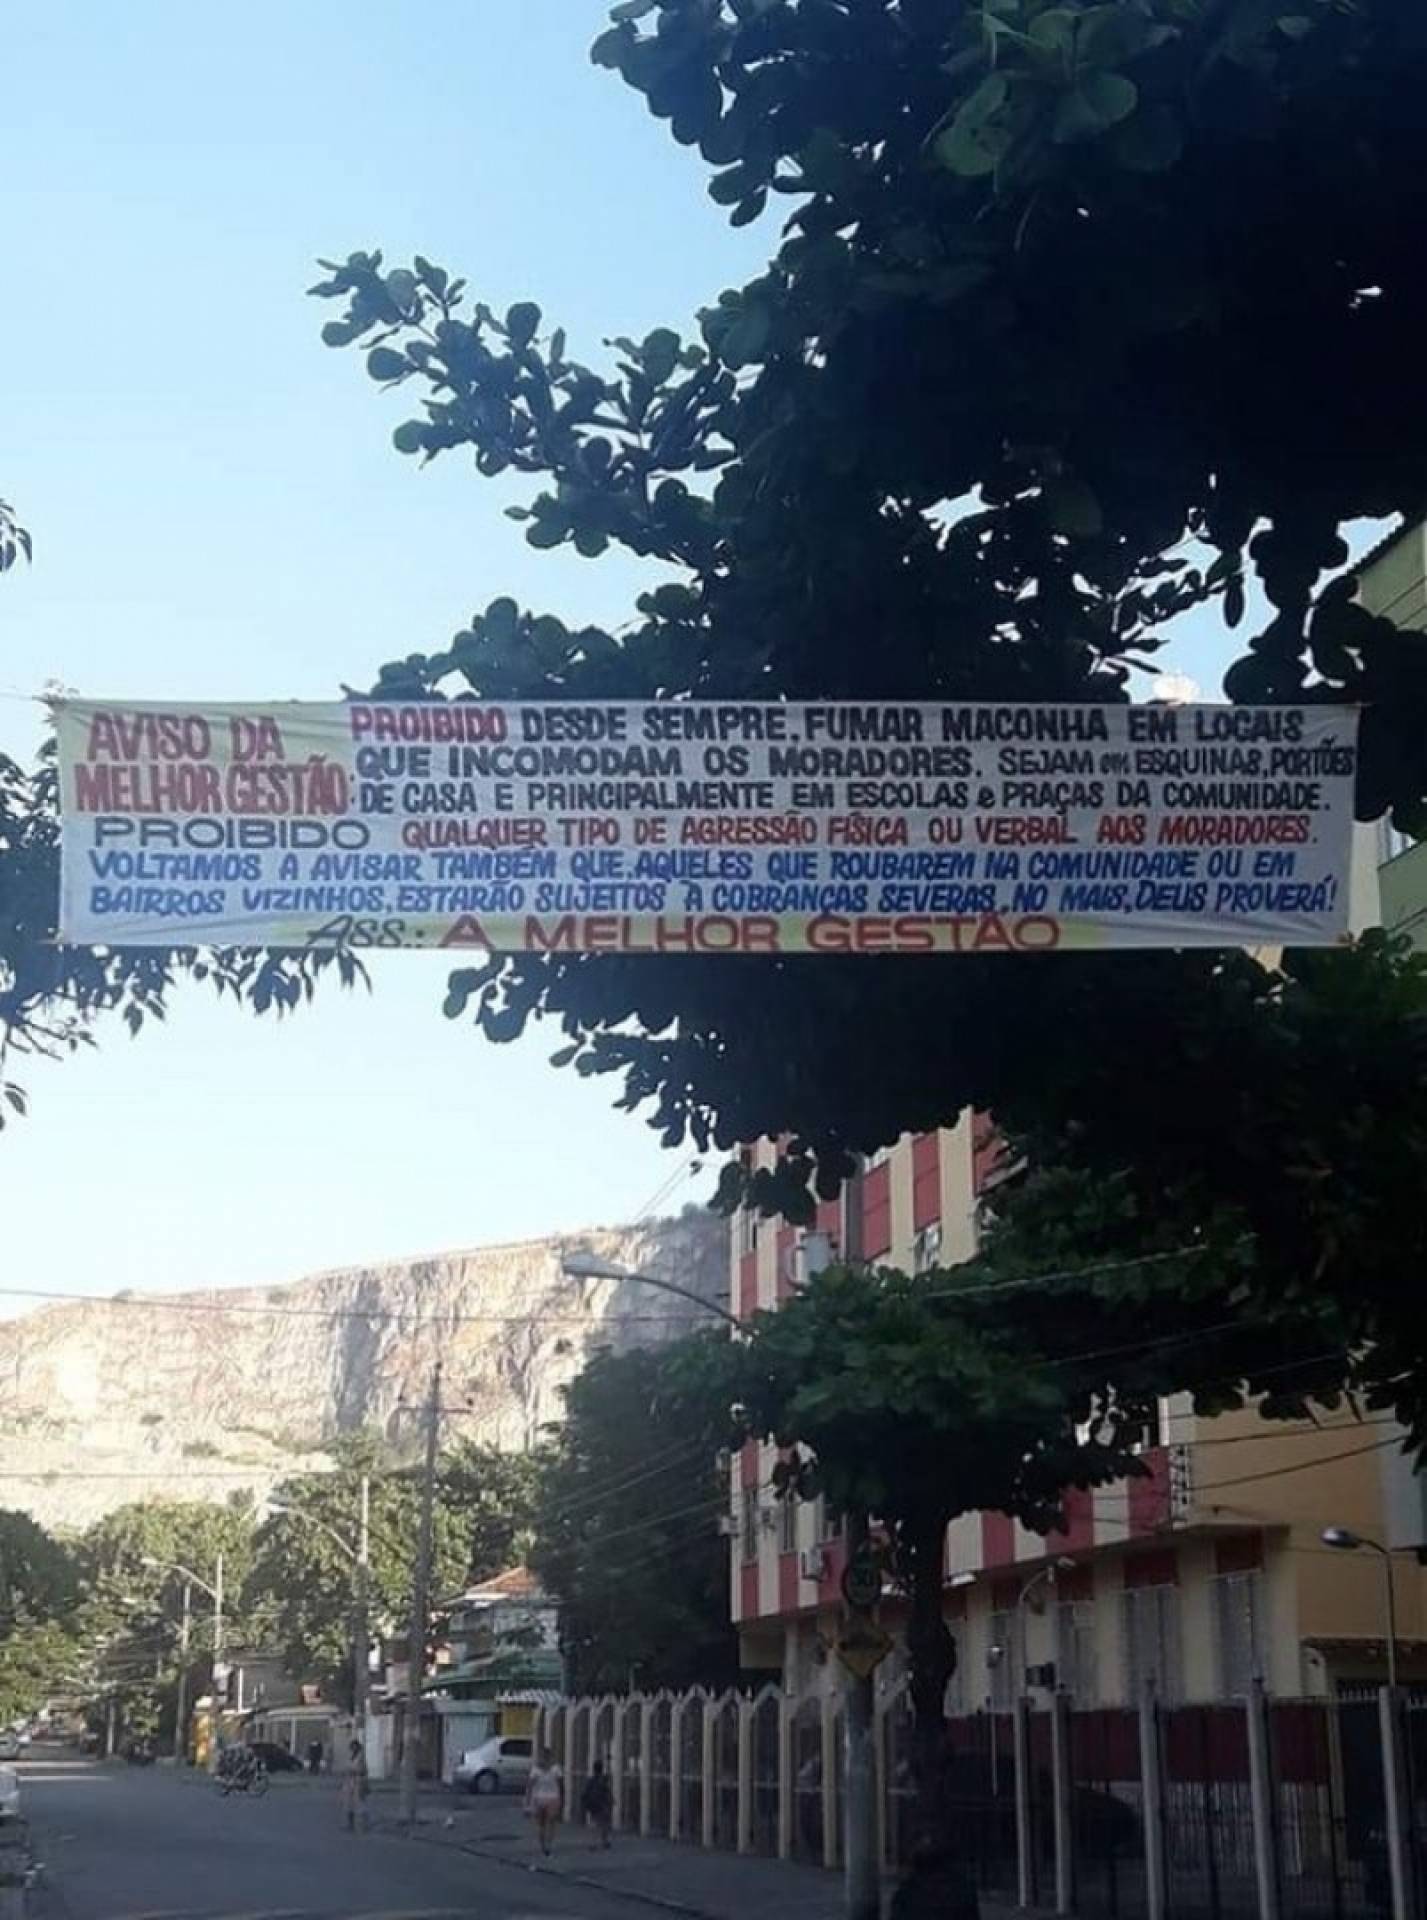 AVISO DA
MELHOR GESTÃO:
PROIBIDO DESDE SEMPRE, FUMAR MACONHA EM LOCAIS
QUE INCOMODAM OS MORADORES. SEJAM em ESQUINAS, PORTÕES
DE CASA E PRINCIPALMENTE EM ESCOLAS e PRAÇAS DA COMUNIDADE.
PROIBIDO QUALQUER TIPO DE AGRESSÃO FÍSICA OU VERBAL AOS MORADORES.
VOLTAMOS A AVISAR TAMBÉM QUE, AQUELES QUE ROUBAREM NA COMUNIDADE OU EM
BAIRROS VIZINHOS, ESTARÃO SUJEITOS A COBRANÇAS SEVERAS, NO MAIS, DEUS PROVERÁ!
ASS.: A MELHOR GESTÃO